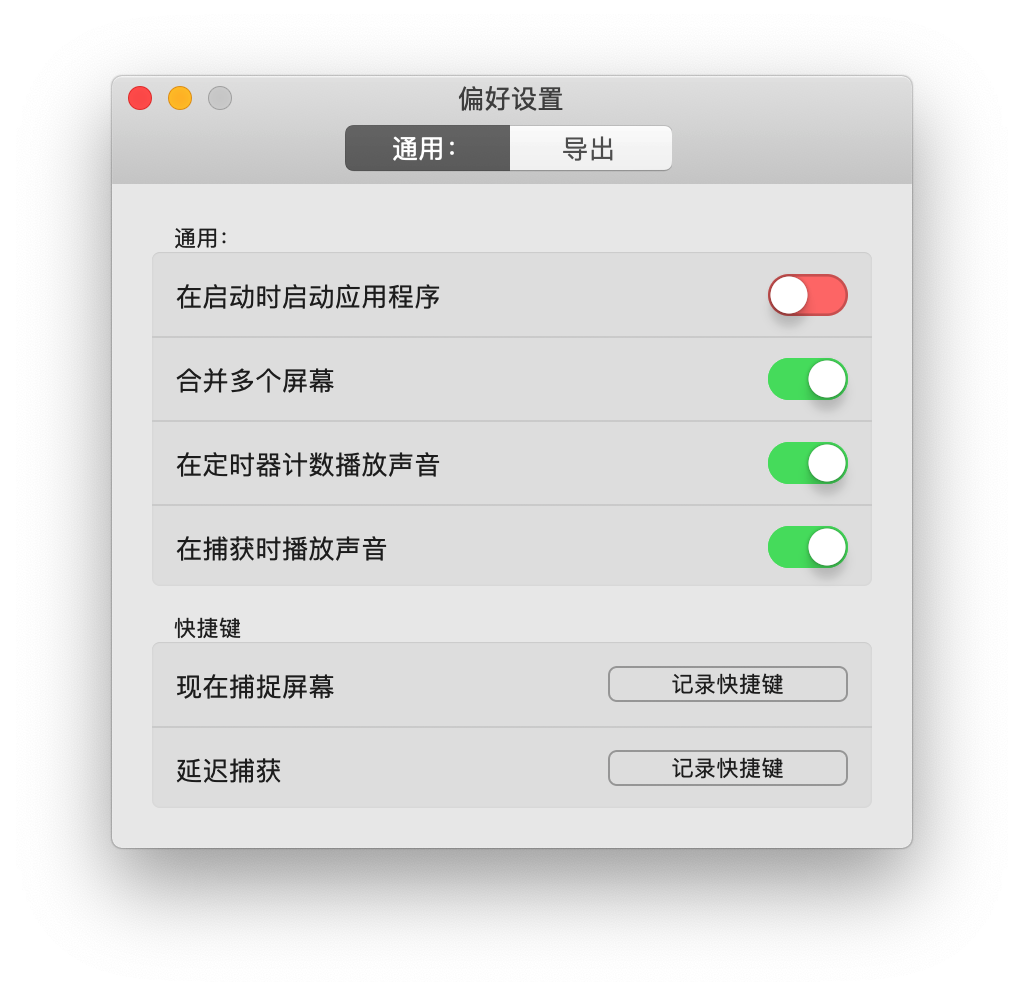 偏好设置
通用：
导出
通用：
在启动时启动应用程序
合并多个屏幕
在定时器计数播放声音
在捕获时播放声音
快捷键
现在捕捉屏幕
记录快捷键
延迟捕获
记录快捷键